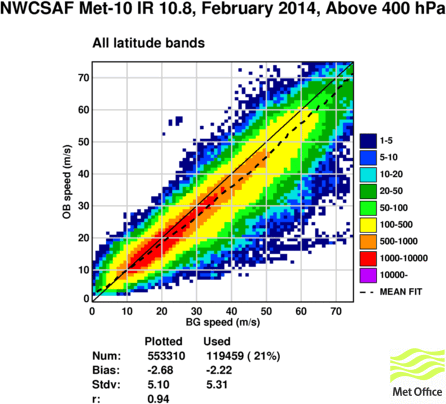 NWCSAF Met-10 IR 10.8, February 2014, Above 400 hPa
All latitude bands
OB speed (m/s)
70
60
50
40
30
20
10
0
0 10 20 30 40 50 60 70
BG speed (m/s)
1-5
5-10
10-20
20-50
50-100
100-500
500-1000
1000-10000
10000-
MEAN FIT
Plotted Used
Num: 553310 119459 ( 21%)
Bias: -2.68 -2.22
Stdv: 5.10 5.31
r: 0.94
Met Office